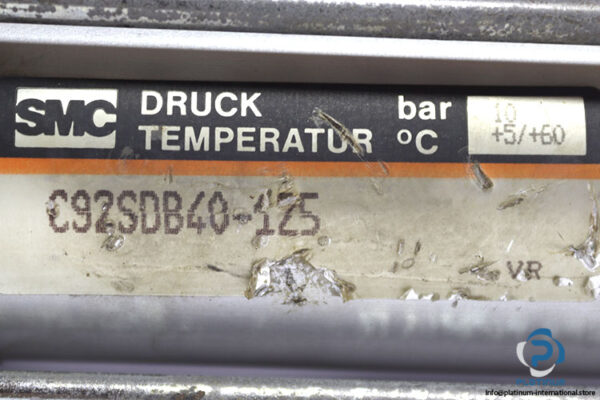 SMC DRUCK bar 10
TEMPERATUR °C +5/+60
C92SDB40-125
VR
info@platinum-international.store